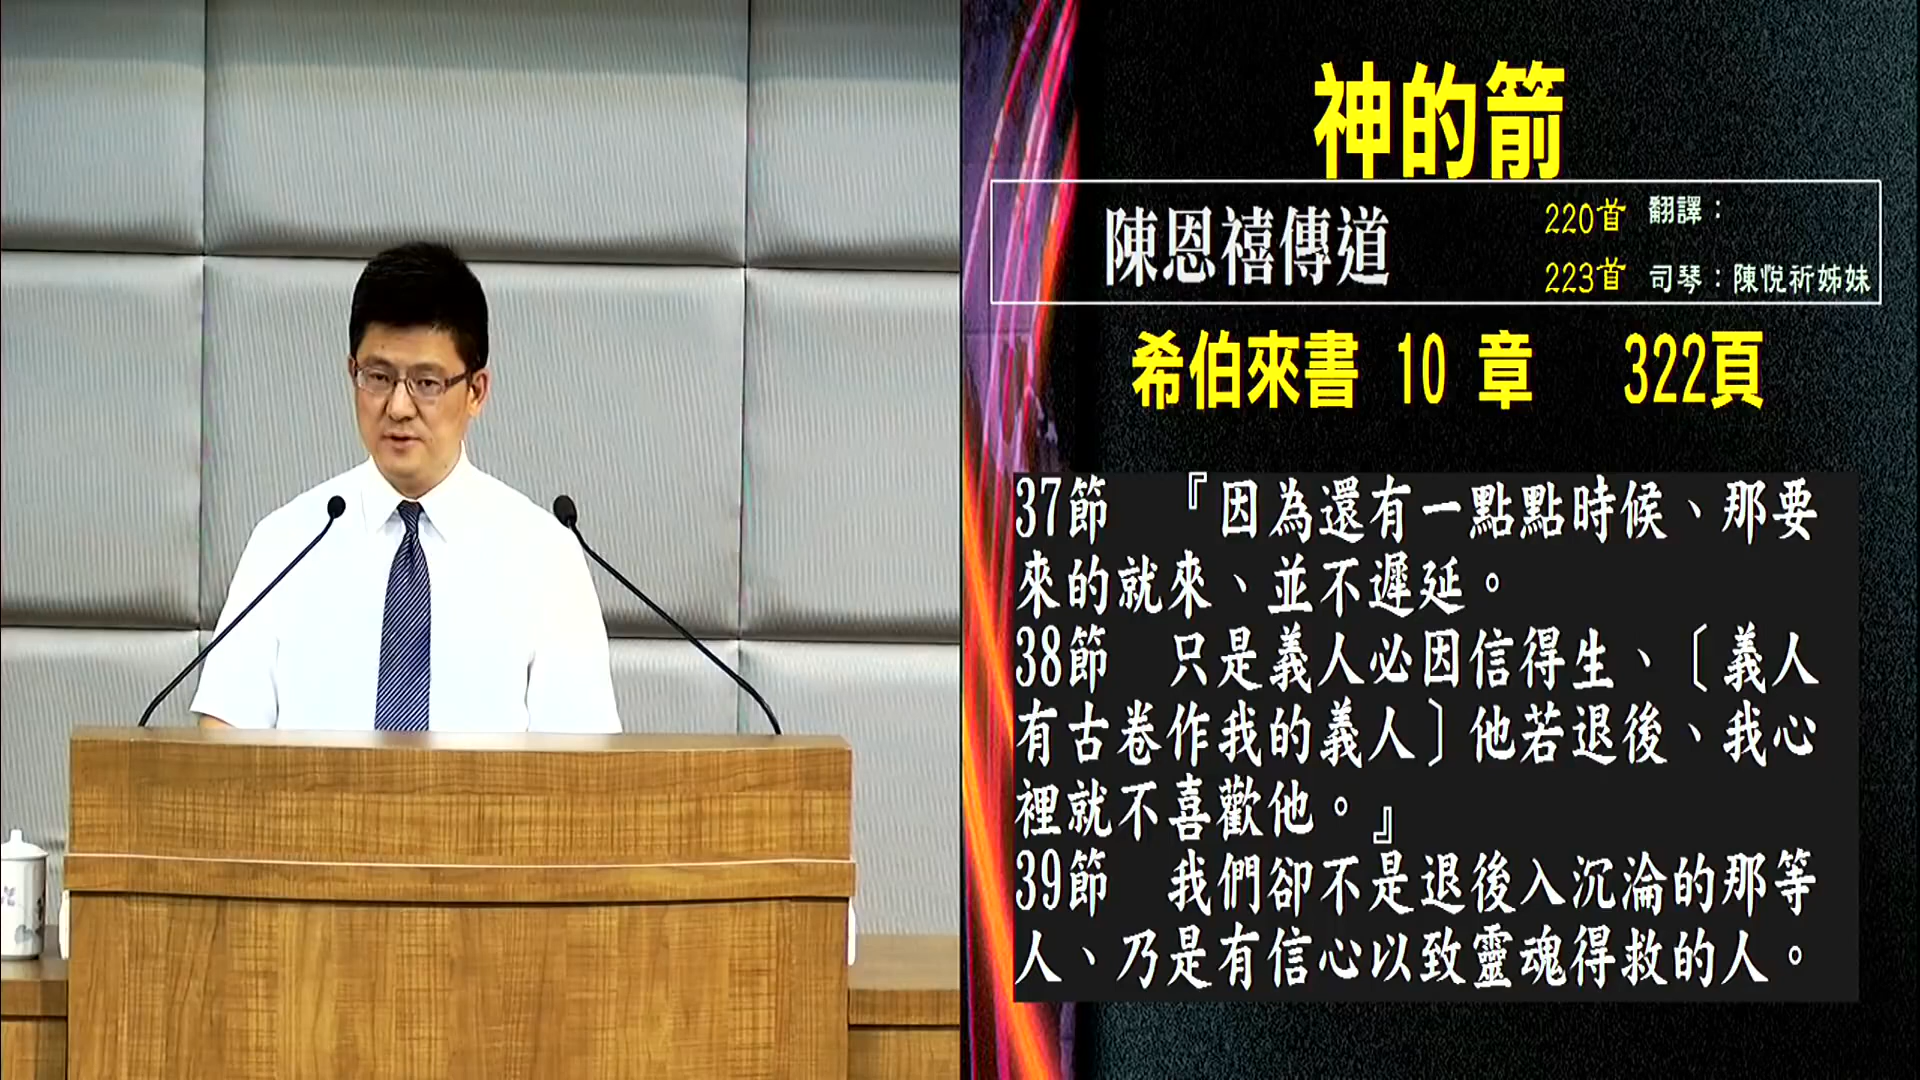 神的箭
陳恩禧傳道
220首 翻譯：
223首 司琴：陳悅祈姊妹
希伯來書 10 章 322頁
37節 『因為還有一點點時候、那要
來的就來、並不遲延。
38節 只是義人必因信得生、〔義人
有古卷作我的義人〕他若退後、我心
裡就不喜歡他。』
39節 我們卻不是退後入沉淪的那等
人、乃是有信心以致靈魂得救的人。